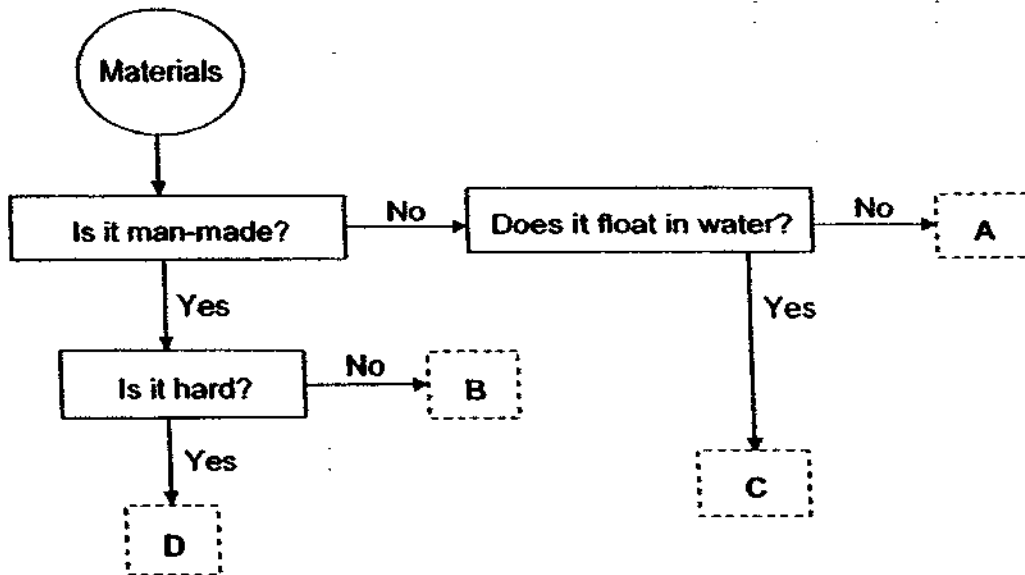 Materials
Is it man-made?
No
Does it float in water?
No
A
Yes
Yes
Is it hard?
No
B
Yes
C
D